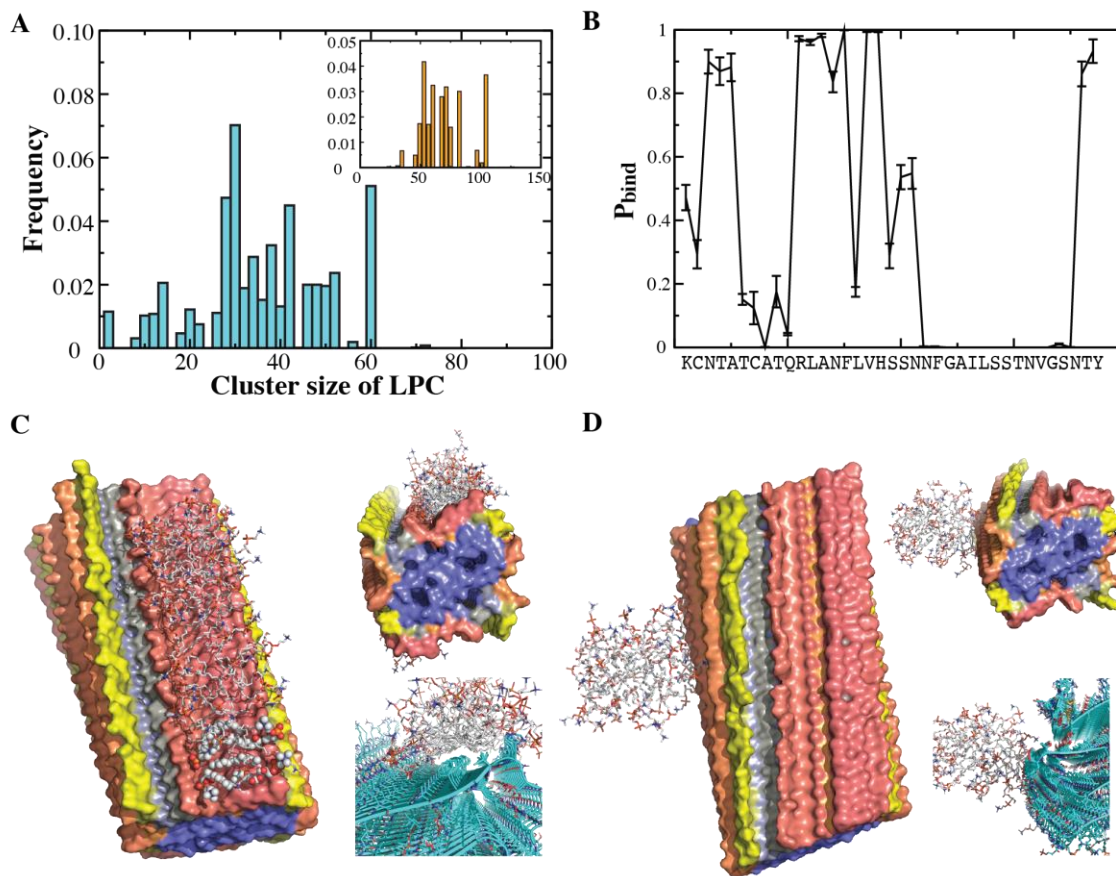 A
0.10
0.08
0.06
0.04
0.02
0
Frequency
0 20 40 60 80 100
Cluster size of LPC
0.05
0.04
0.03
0.02
0.01
0
0 50 100 150
B
1
0.8
0.6
0.4
0.2
0
Pbind
KCNTATCATQRLANFLVHSSNNFGAILSSTNVGSNTY
C
D